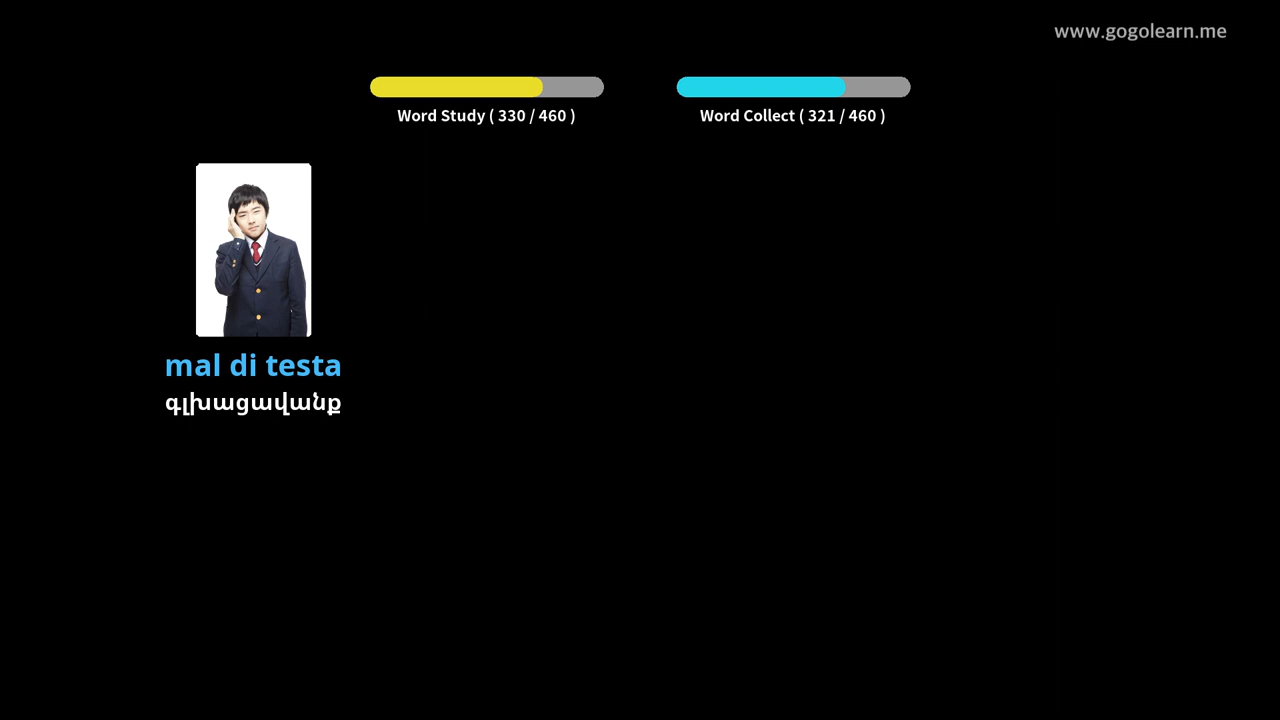 www.gogolearn.me
Word Study ( 330 / 460 )
Word Collect ( 321 / 460 )
mal di testa
գլխացավանք